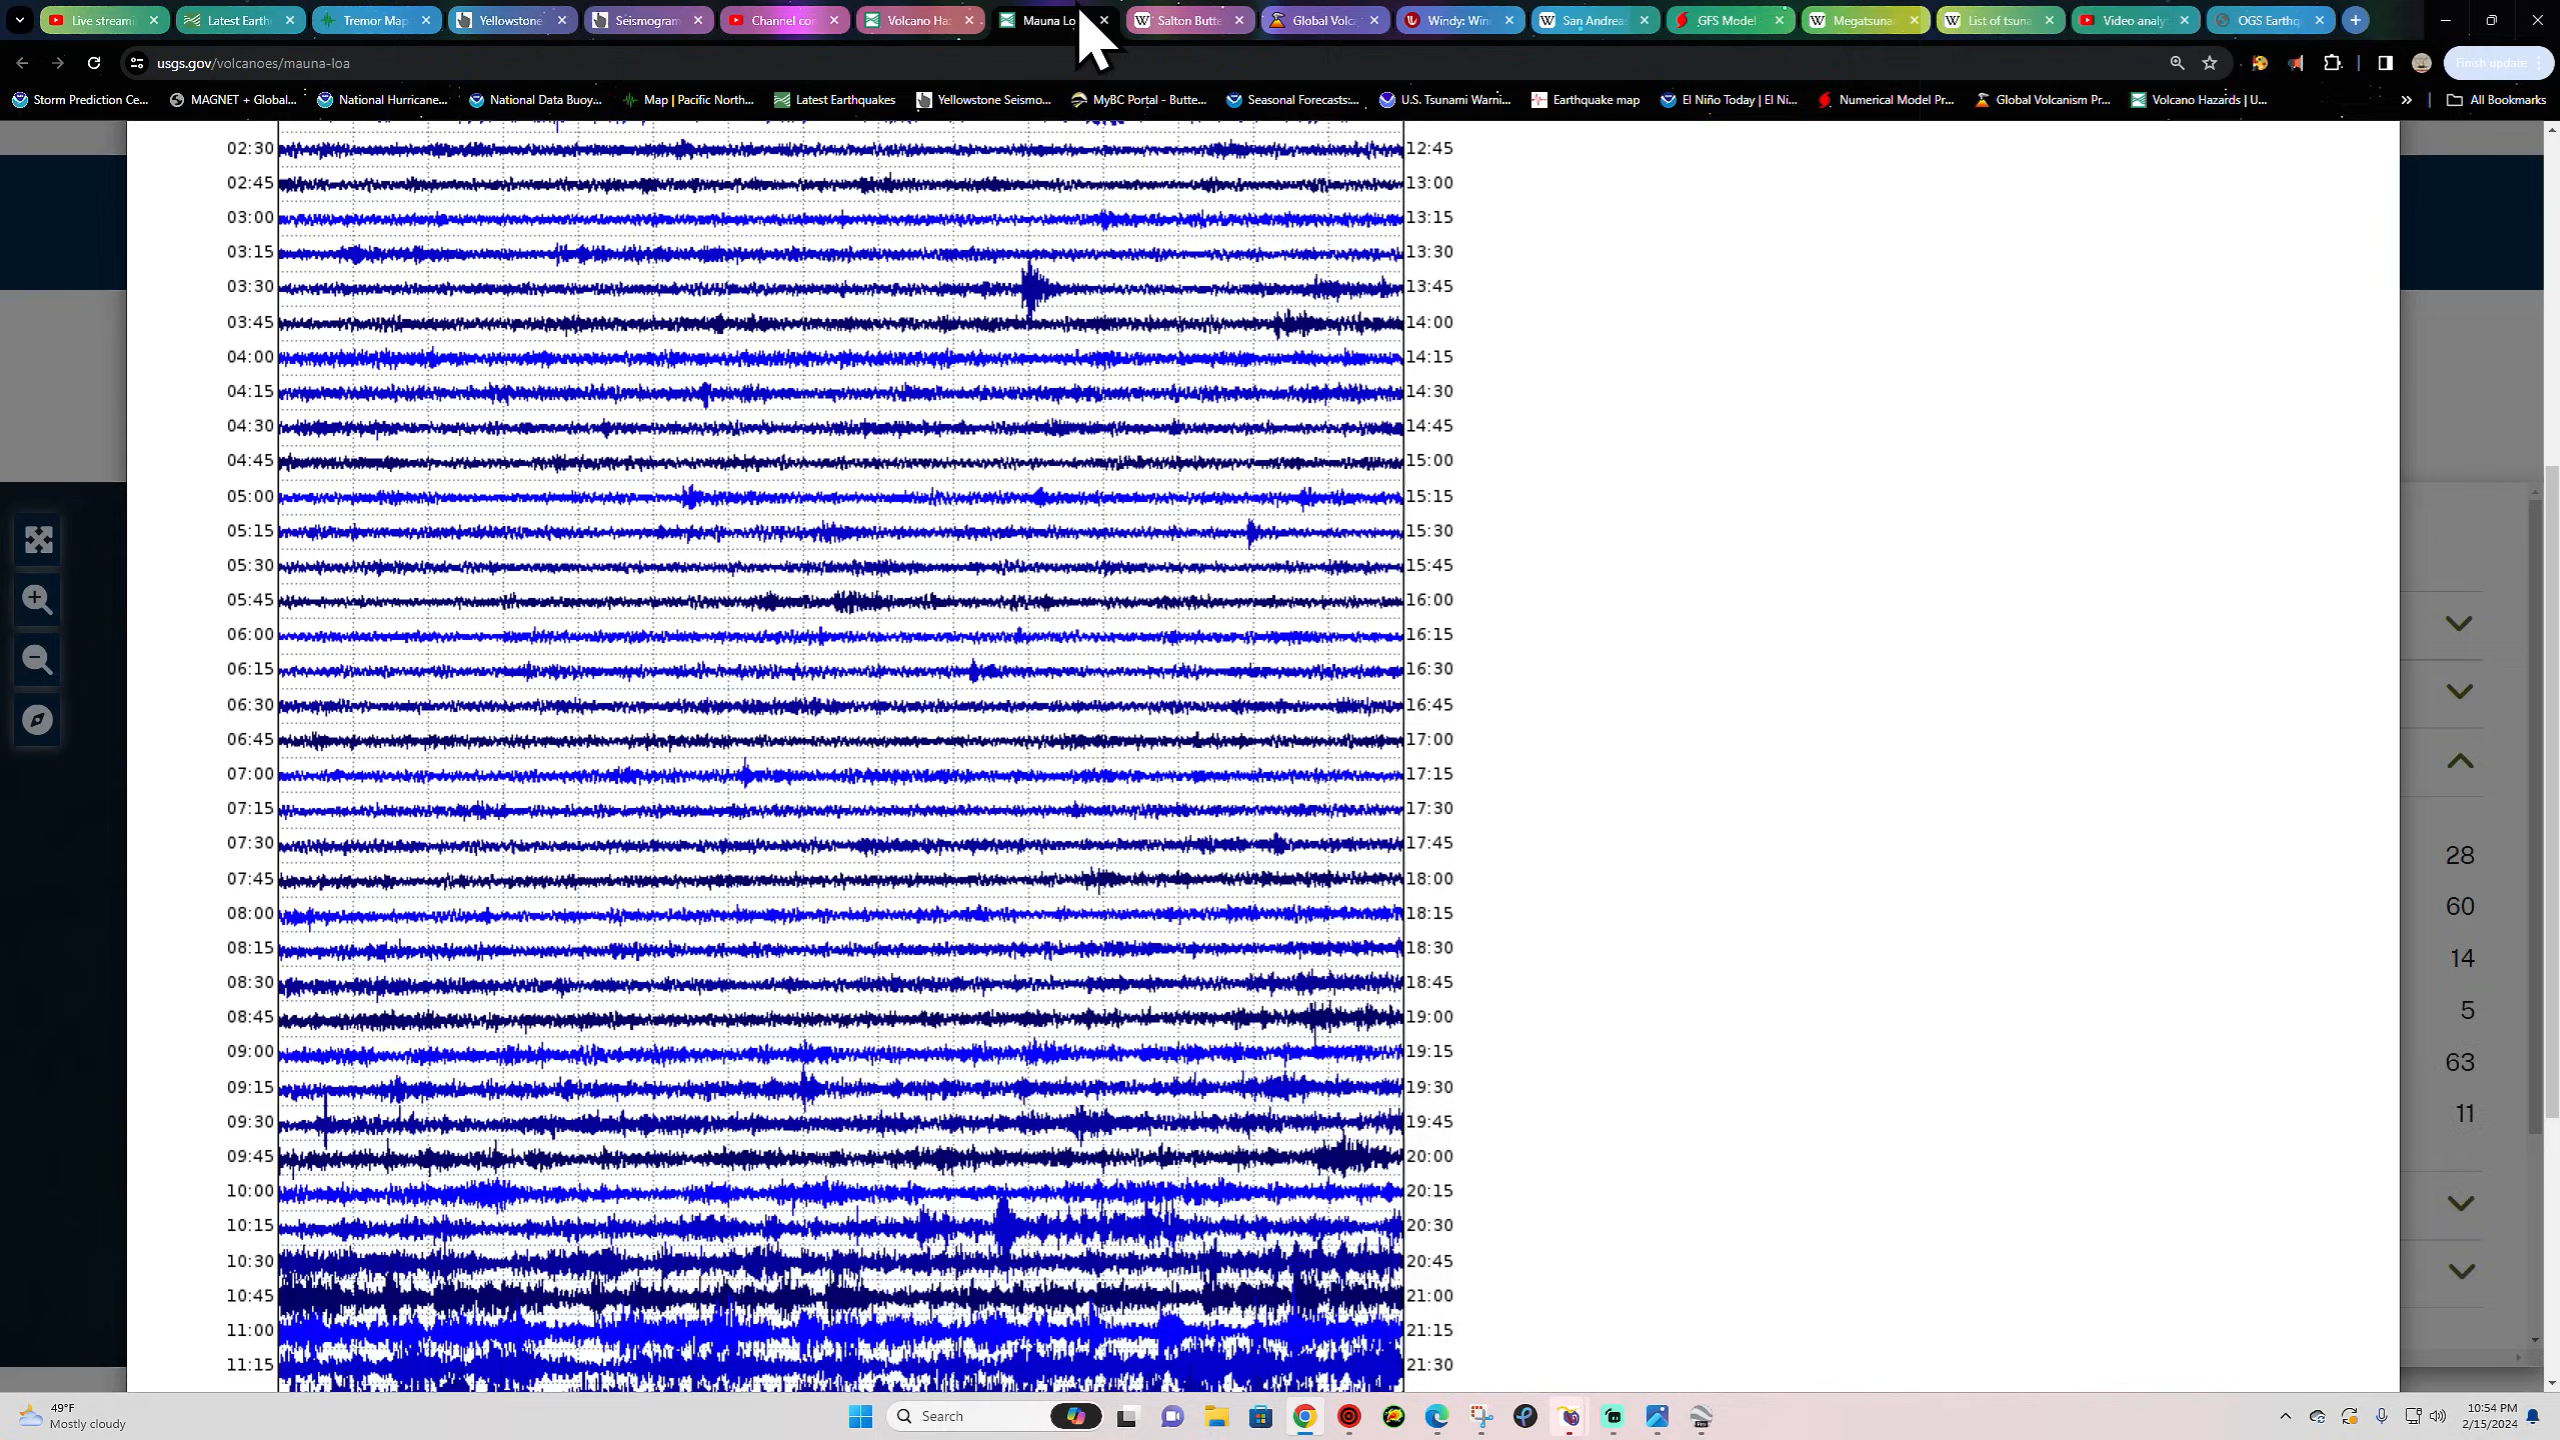 Live streami
Latest Earth
Tremor Map
Yellowstone
Seismogram
Channel co
Volcano Ha
Mauna Lo
Salton Butte
Global Volca
Windy: Win
San Andrea
GFS Model
Megatsuna
List of tsun
Video analy
OGS Earthq
usgs.gov/volcanoes/mauna-loa
Finish update
Storm Prediction Ce...
MAGNET + Global...
National Hurricane...
National Data Buoy...
Map | Pacific North...
Latest Earthquakes
Yellowstone Seismo...
MyBC Portal - Butte...
Seasonal Forecasts:...
U.S. Tsunami Warni...
Earthquake map
El Niño Today | El Ni...
Numerical Model Pr...
Global Volcanism Pr...
Volcano Hazards | U...
All Bookmarks
02:30 12:45
02:45 13:00
03:00 13:15
03:15 13:30
03:30 13:45
03:45 14:00
04:00 14:15
04:15 14:30
04:30 14:45
04:45 15:00
05:00 15:15
05:15 15:30
05:30 15:45
05:45 16:00
06:00 16:15
06:15 16:30
06:30 16:45
06:45 17:00
07:00 17:15
07:15 17:30
07:30 17:45
07:45 18:00
08:00 18:15
08:15 18:30
08:30 18:45
08:45 19:00
09:00 19:15
09:15 19:30
09:30 19:45
09:45 20:00
10:00 20:15
10:15 20:30
10:30 20:45
10:45 21:00
11:00 21:15
11:15 21:30
28
60
14
5
63
11
49°F
Mostly cloudy
Search
10:54 PM
2/15/2024